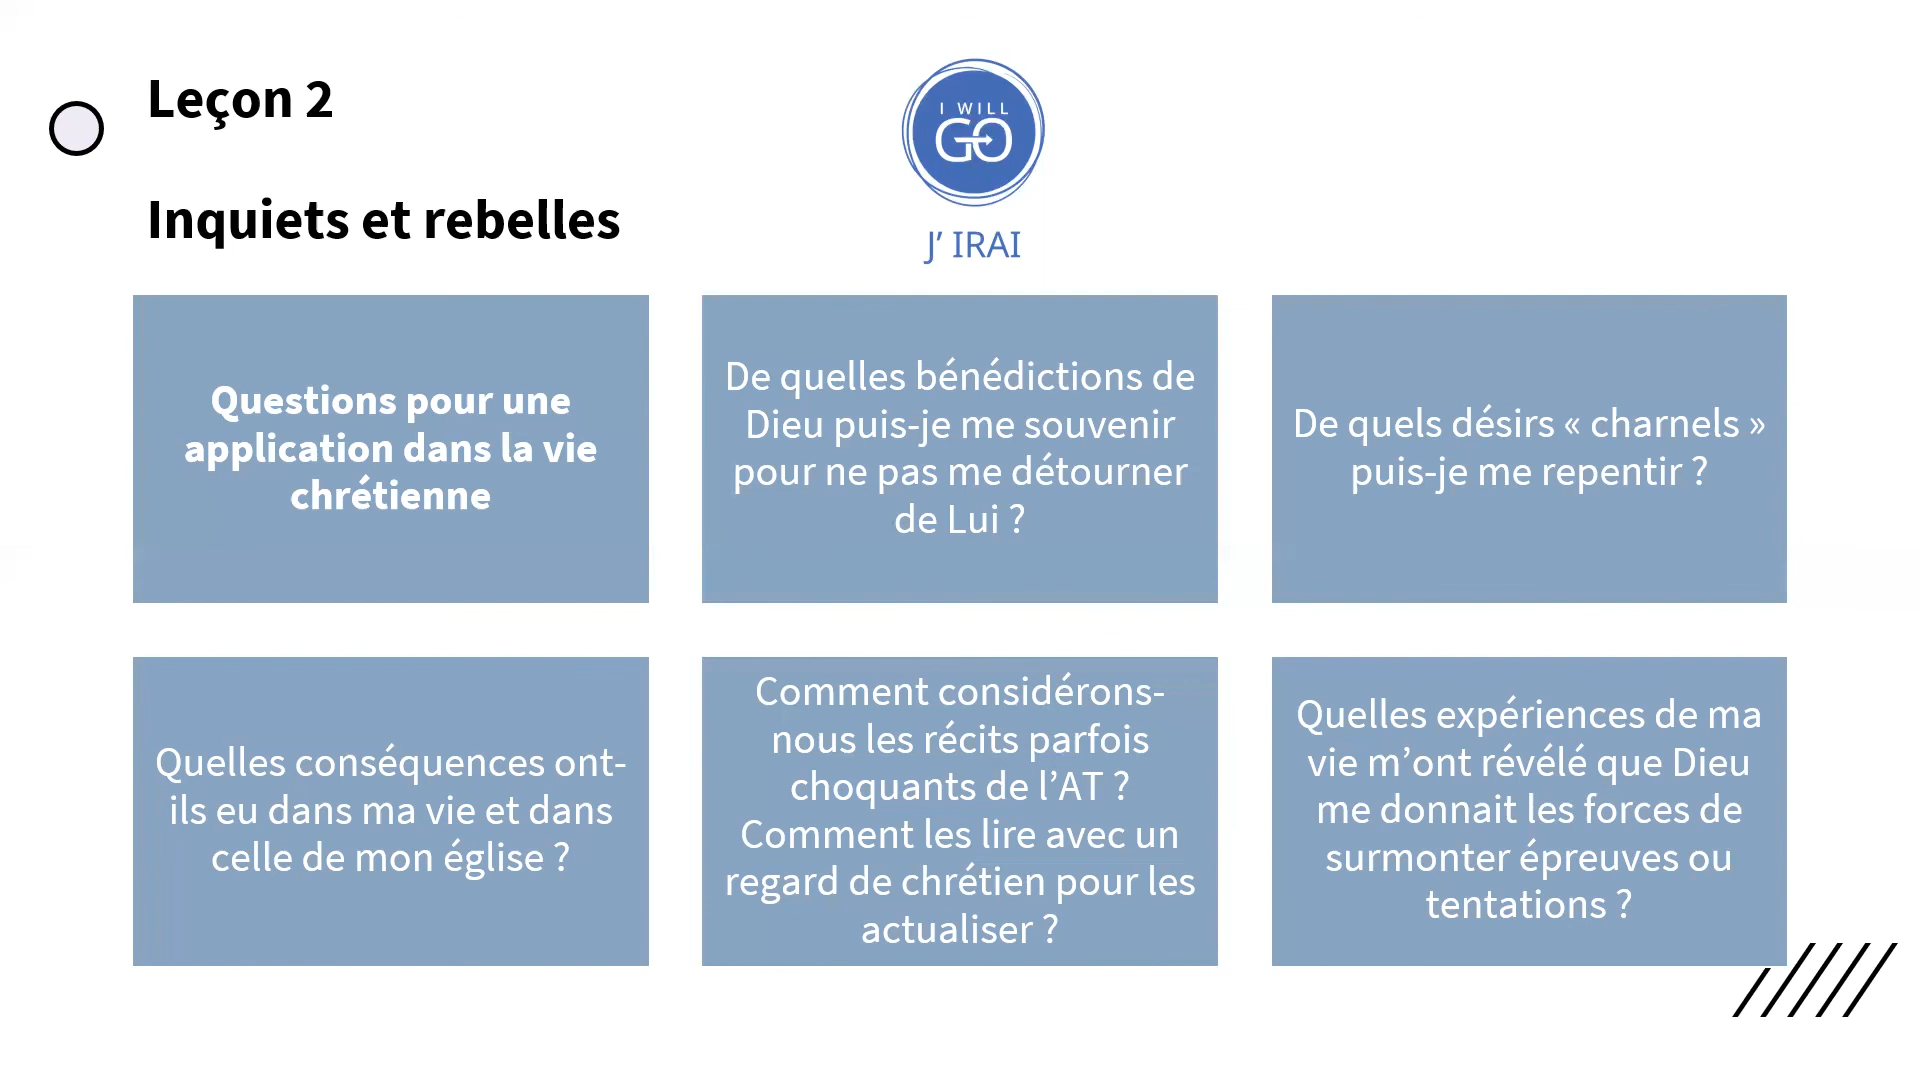 Leçon 2
Inquiets et rebelles
I WILL
GO
J’ IRAI
Questions pour une
application dans la vie
chrétienne
De quelles bénédictions de
Dieu puis-je me souvenir
pour ne pas me détourner
de Lui ?
De quels désirs « charnels »
puis-je me repentir ?
Quelles conséquences ont-
ils eu dans ma vie et dans
celle de mon église ?
Comment considérons-
nous les récits parfois
choquants de l’AT ?
Comment les lire avec un
regard de chrétien pour les
actualiser ?
Quelles expériences de ma
vie m’ont révélé que Dieu
me donnait les forces de
surmonter épreuves ou
tentations ?